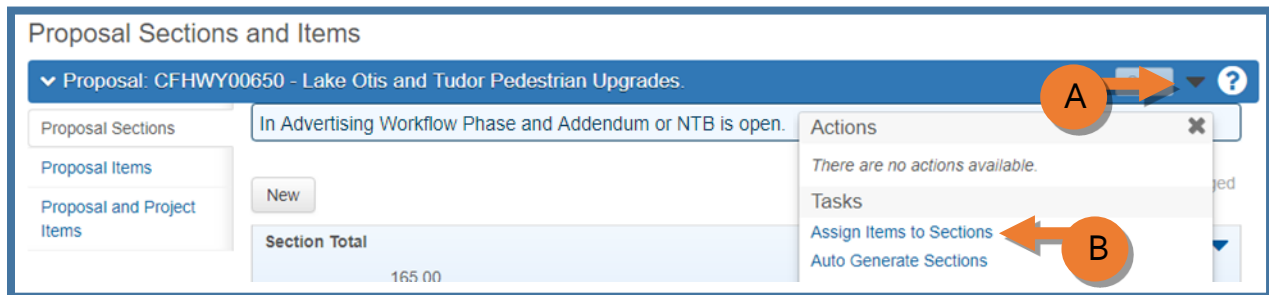 Proposal Sections and Items
Proposal: CFHWY00650 - Lake Otis and Tudor Pedestrian Upgrades.
A
?
Proposal Sections
In Advertising Workflow Phase and Addendum or NTB is open.
Actions
Proposal Items
There are no actions available.
New
Tasks
Proposal and Project
Items
Assign Items to Sections
B
Section Total
Auto Generate Sections
165.00